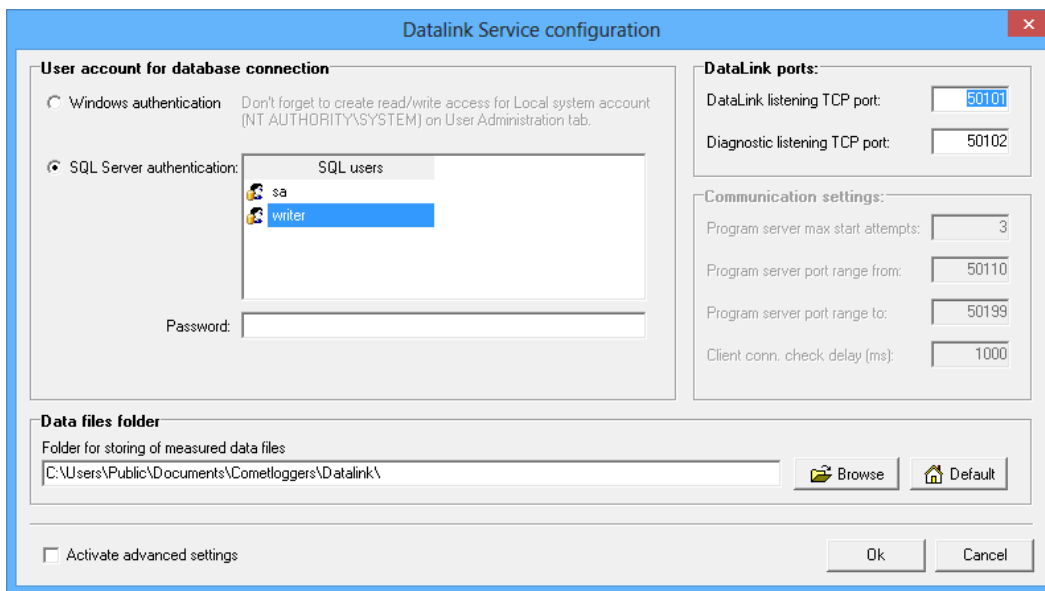 Datalink Service configuration
User account for database connection
Windows authentication
Don't forget to create read/write access for Local system account
(NT AUTHORITY\SYSTEM) on User Administration tab.
SQL Server authentication:
SQL users
sa
writer
Password:
DataLink ports:
DataLink listening TCP port: 50101
Diagnostic listening TCP port: 50102
Communication settings:
Program server max start attempts: 3
Program server port range from: 50110
Program server port range to: 50199
Client conn. check delay (ms): 1000
Data files folder
Folder for storing of measured data files
C:\Users\Public\Documents\Cometloggers\Datalink\
Browse
Default
Activate advanced settings
Ok
Cancel